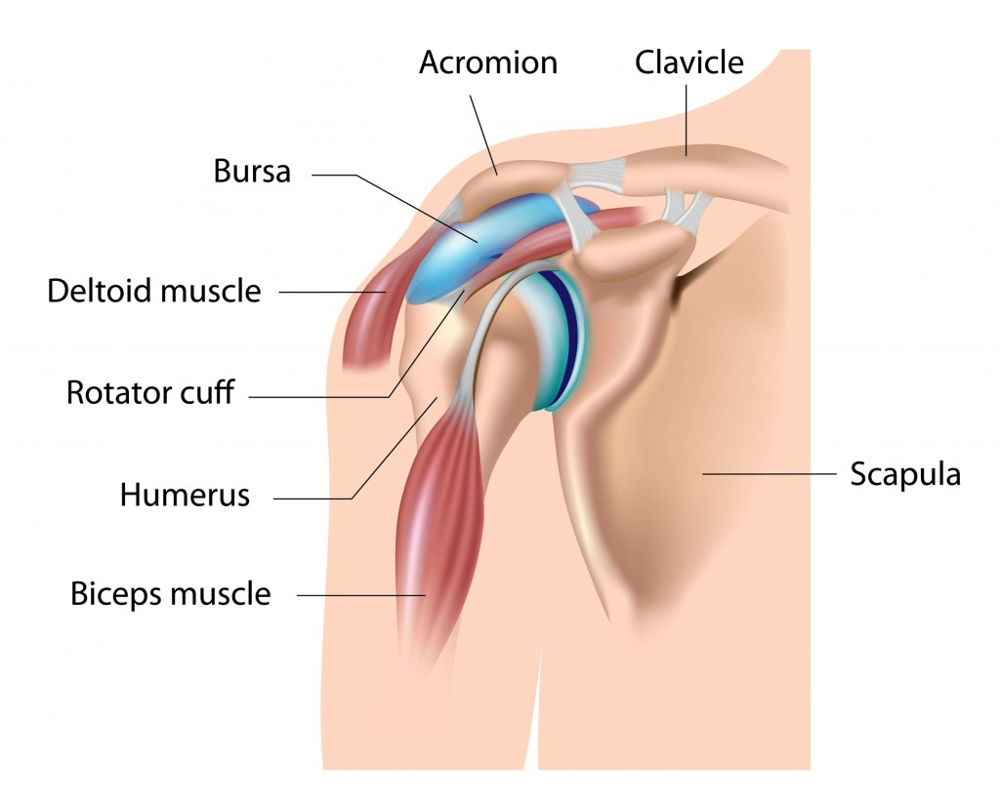 Acromion
Clavicle
Bursa
Deltoid muscle
Rotator cuff
Humerus
Scapula
Biceps muscle